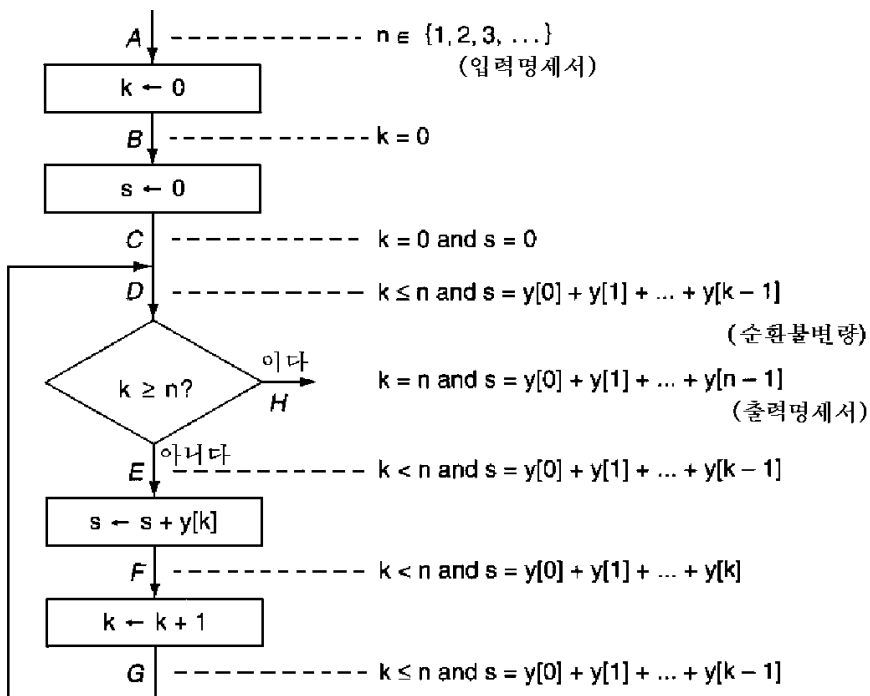 A n ∈ {1, 2, 3, ...}
(입력명세서)
k ← 0
B k = 0
s ← 0
C k = 0 and s = 0
D k ≤ n and s = y[0] + y[1] + ... + y[k – 1]
(순환불변량)
이다
k ≥ n? H k = n and s = y[0] + y[1] + ... + y[n – 1]
(출력명세서)
아니다
E k < n and s = y[0] + y[1] + ... + y[k – 1]
s ← s + y[k]
F k < n and s = y[0] + y[1] + ... + y[k]
k ← k + 1
G k ≤ n and s = y[0] + y[1] + ... + y[k – 1]